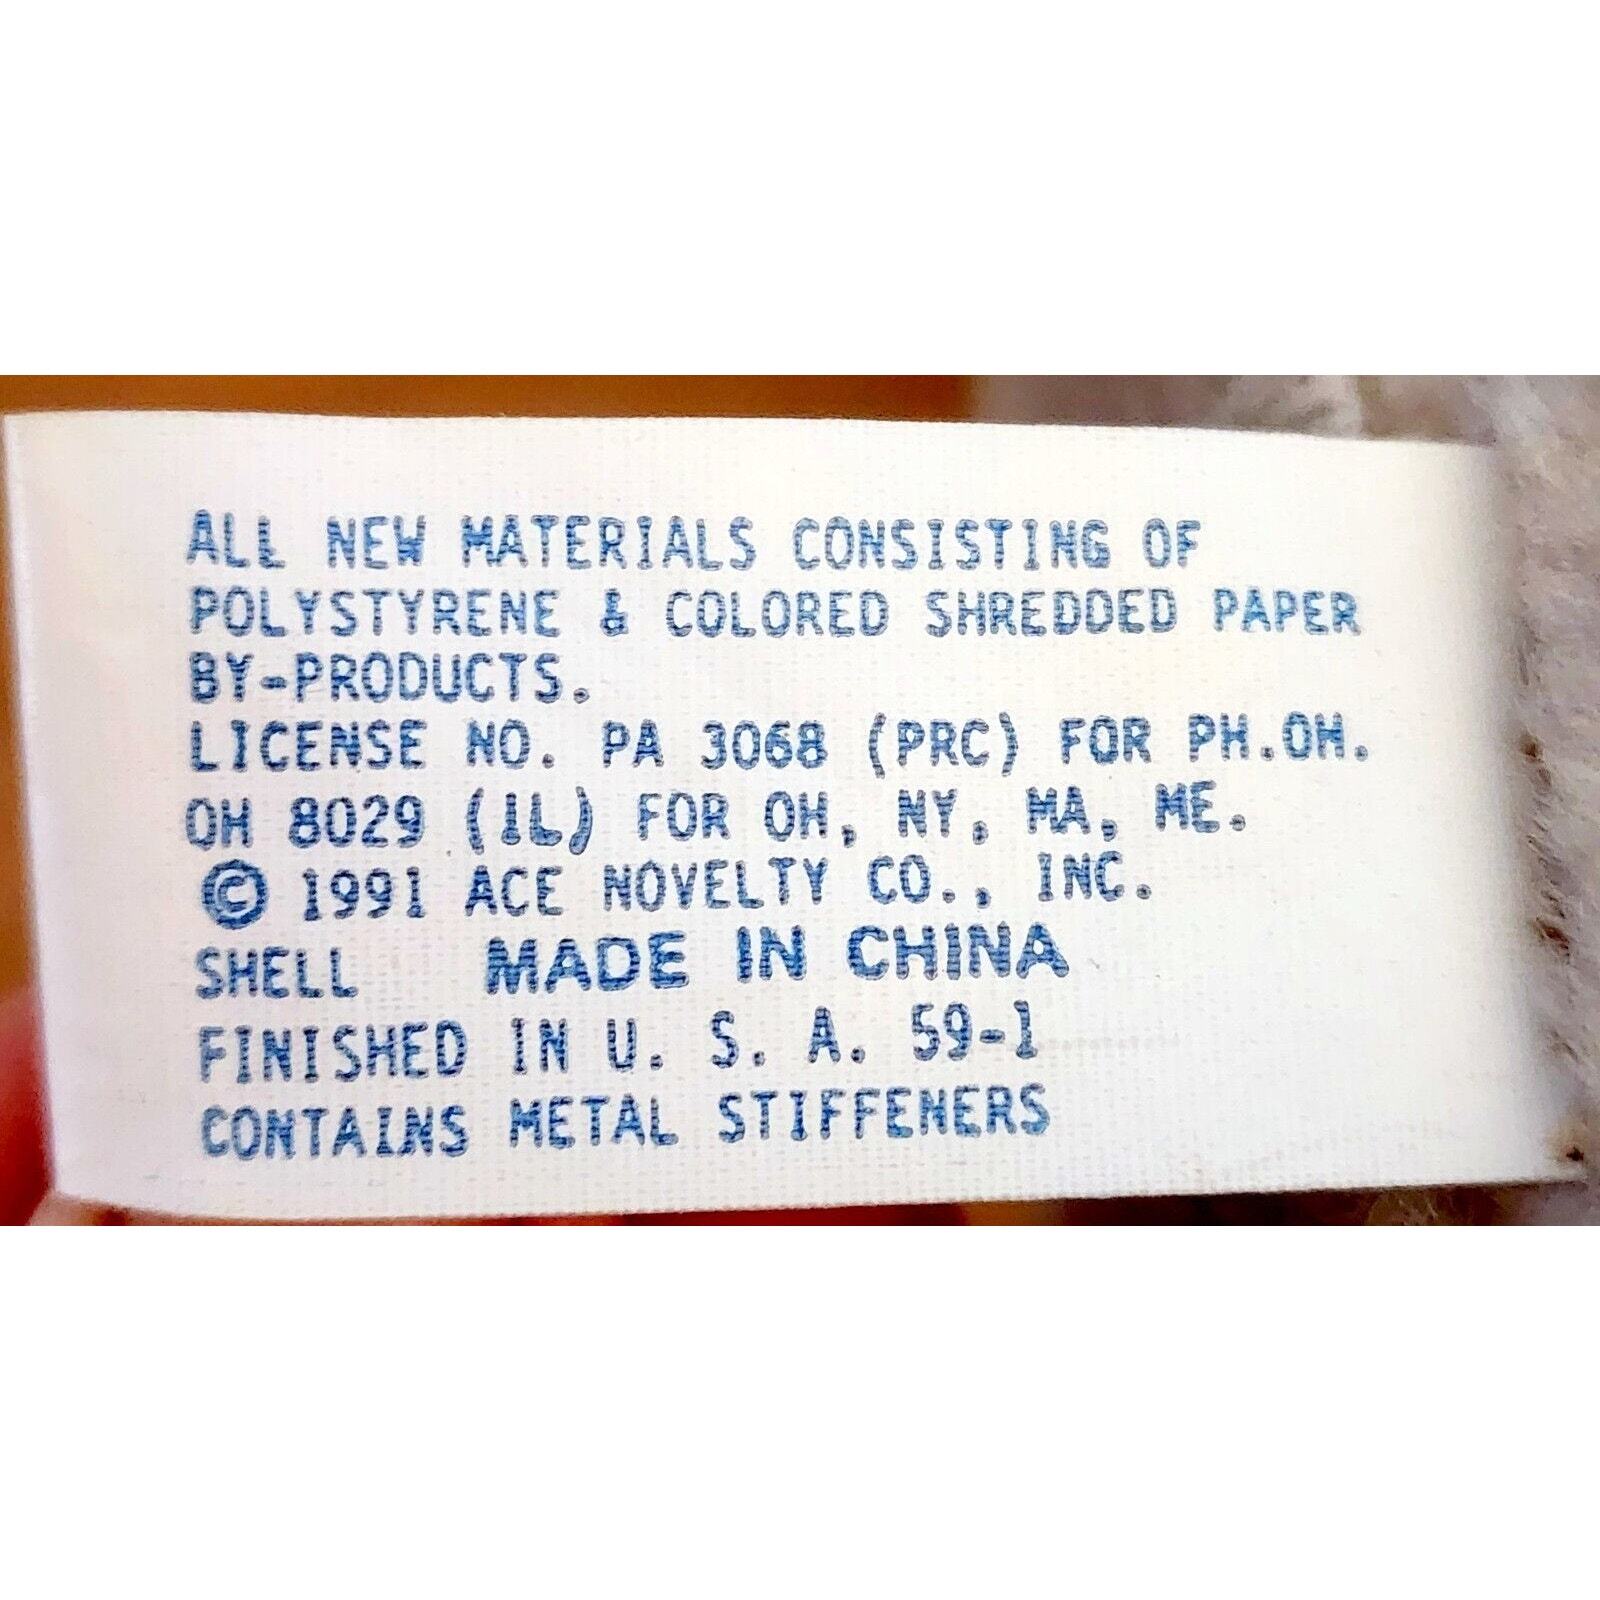 ALL NEW MATERIALS CONSISTING OF
POLYSTYRENE & COLORED SHREDDED PAPER
BY-PRODUCTS.
LICENSE NO. PA 3068 (PRC) FOR PH.OH.
OH 8029 (IL) FOR OH, NY, MA, ME.
© 1991 ACE NOVELTY CO., INC.
SHELL MADE IN CHINA
FINISHED IN U. S. A. 59-1
CONTAINS METAL STIFFENERS